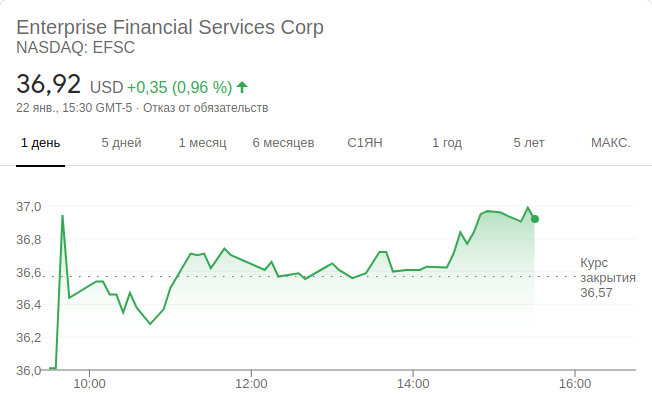 Enterprise Financial Services Corp
NASDAQ: EFSC
36,92 USD +0,35 (0,96 %)
22 янв., 15:30 GMT-5 · Отказ от обязательств
1 день 5 дней 1 месяц 6 месяцев С1ЯН 1 год 5 лет МАКС.
37,0
36,8
36,6
36,4
36,2
36,0
Курс
закрытия
36,57
10:00 12:00 14:00 16:00